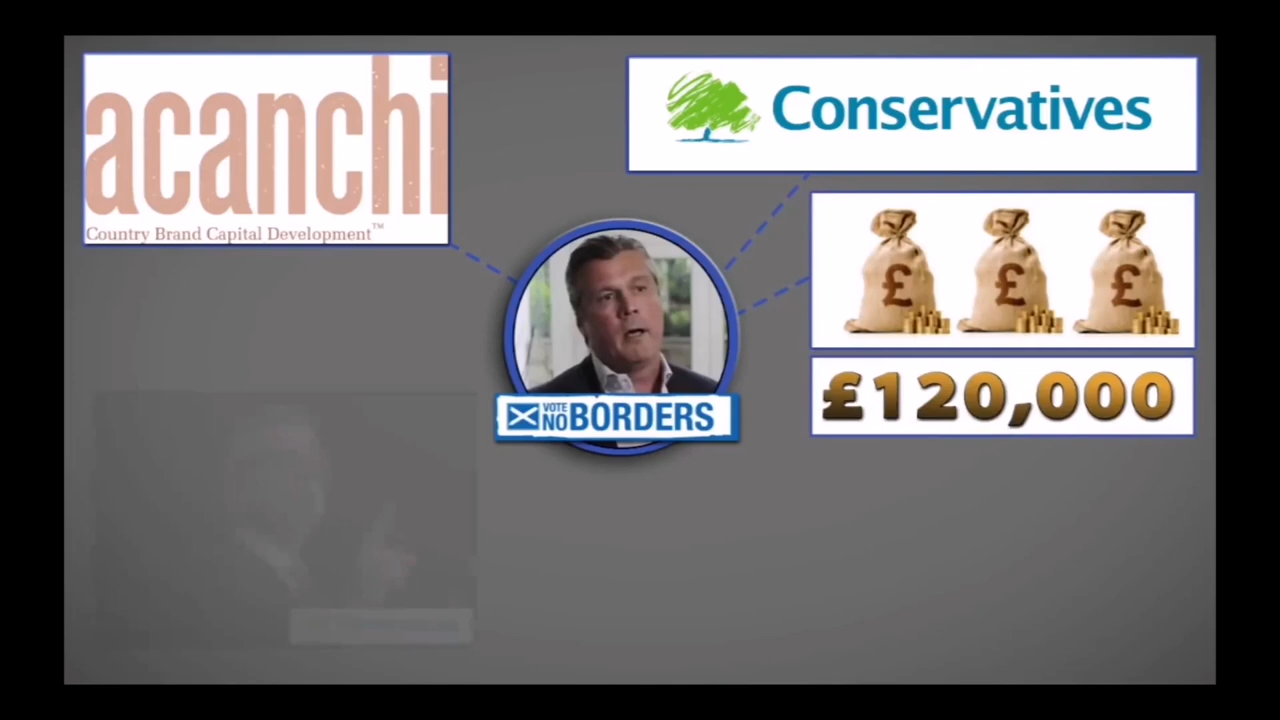 acanchi
Country Brand Capital Development™
Conservatives
£ £ £
£120,000
VOTE
NO BORDERS